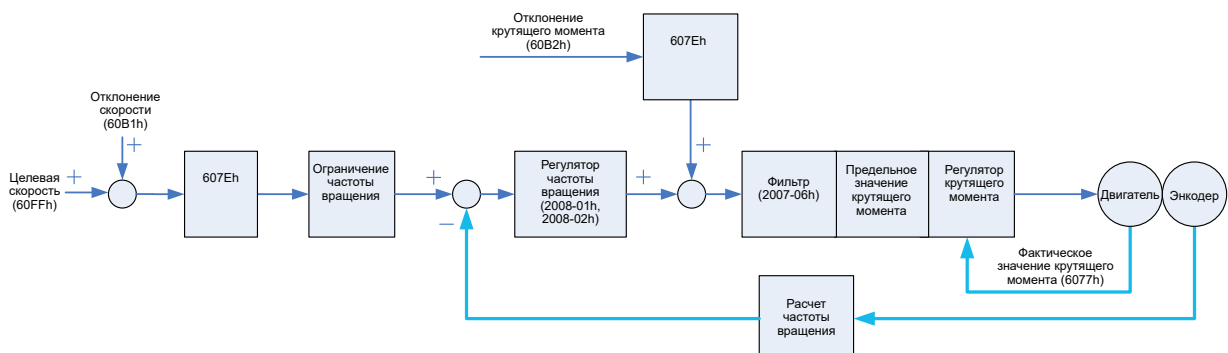 Отклонение
крутящего момента
(60B2h)
607Eh
Отклонение
скорости
(60B1h)
+
+
Целевая
скорость
(60FFh)
+
607Eh
Ограничение
частоты
вращения
+
−
Регулятор
частоты
вращения
(2008-01h,
2008-02h)
+
Фильтр
(2007-06h)
Предельное
значение
крутящего
момента
Регулятор
крутящего
момента
Двигатель
Энкодер
Фактическое
значение крутящего
момента (6077h)
Расчет
частоты
вращения